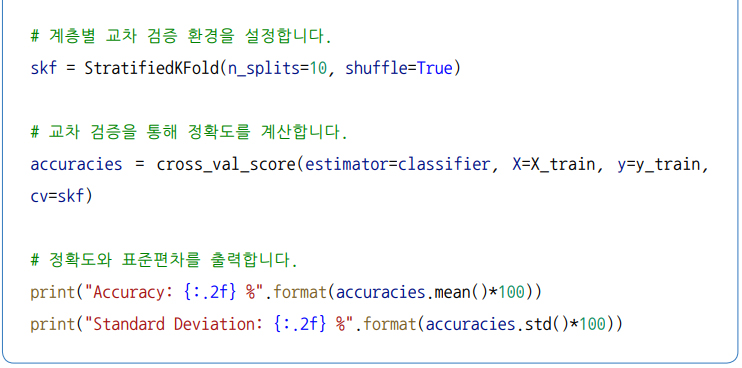 # 계층별 교차 검증 환경을 설정합니다.
skf = StratifiedKFold(n_splits=10, shuffle=True)
# 교차 검증을 통해 정확도를 계산합니다.
accuracies = cross_val_score(estimator=classifier, X=X_train, y=y_train,
cv=skf)
# 정확도와 표준편차를 출력합니다.
print("Accuracy: {:.2f} %".format(accuracies.mean()*100))
print("Standard Deviation: {:.2f} %".format(accuracies.std()*100))